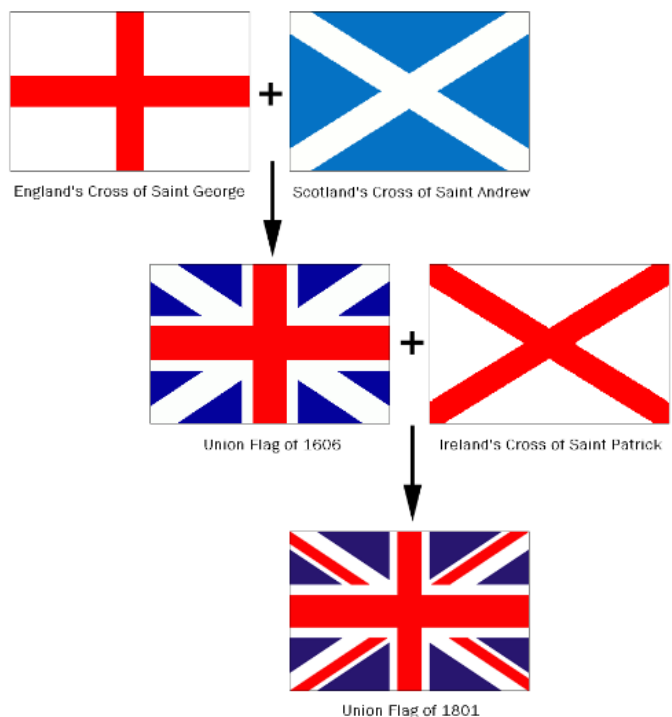 +
England's Cross of Saint George
Scotland's Cross of Saint Andrew
+
Union Flag of 1606
Ireland's Cross of Saint Patrick
Union Flag of 1801